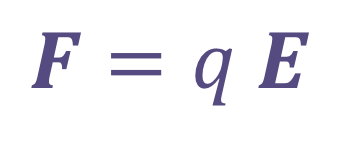 F = q E